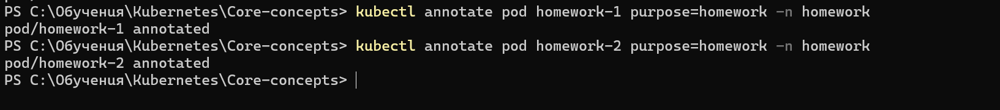 PS C:\Обучения\Kubernetes\Core-concepts> kubectl annotate pod homework-1 purpose=homework -n homework
pod/homework-1 annotated
PS C:\Обучения\Kubernetes\Core-concepts> kubectl annotate pod homework-2 purpose=homework -n homework
pod/homework-2 annotated
PS C:\Обучения\Kubernetes\Core-concepts>